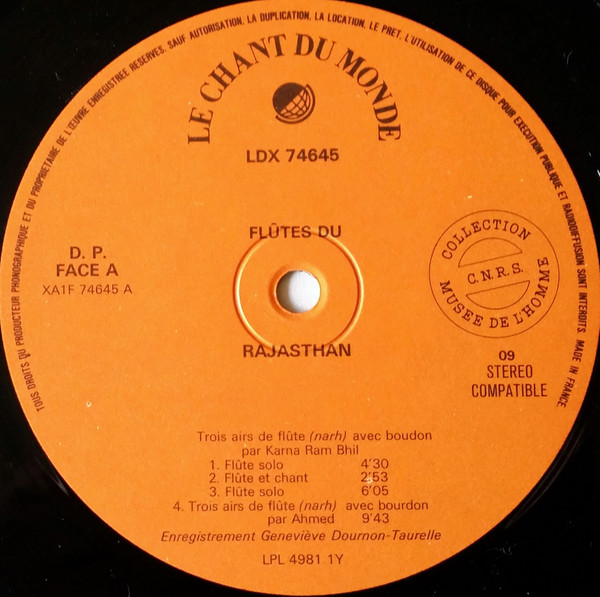 TOUS DROITS DU PRODUCTEUR PHONOGRAPHIQUE ET DU PROPRIETAIRE DE L'ŒUVRE ENREGISTREE RESERVES. SAUF AUTORISATION. LA DUPLICATION, LA LOCATION, LE PRET, L'UTILISATION DE CE DISQUE POUR EXECUTION PUBLIQUE ET RADIODIFFUSION SONT INTERDITS. MADE IN FRANCE.
LE CHANT DU MONDE
LDX 74645
FLÛTES DU
RAJASTHAN
D. P.
FACE A
XA1F 74645 A
COLLECTION
C.N.R.S.
MUSEE DE L'HOMME
09
STEREO
COMPATIBLE
Trois airs de flûte (narh) avec boudon
par Karna Ram Bhil
1. Flûte solo 4'30
2. Flûte et chant 2'53
3. Flûte solo 6'05
4. Trois airs de flûte (narh) avec bourdon
par Ahmed 9'43
Enregistrement Geneviève Dournon-Taurelle
LPL 4981 1Y